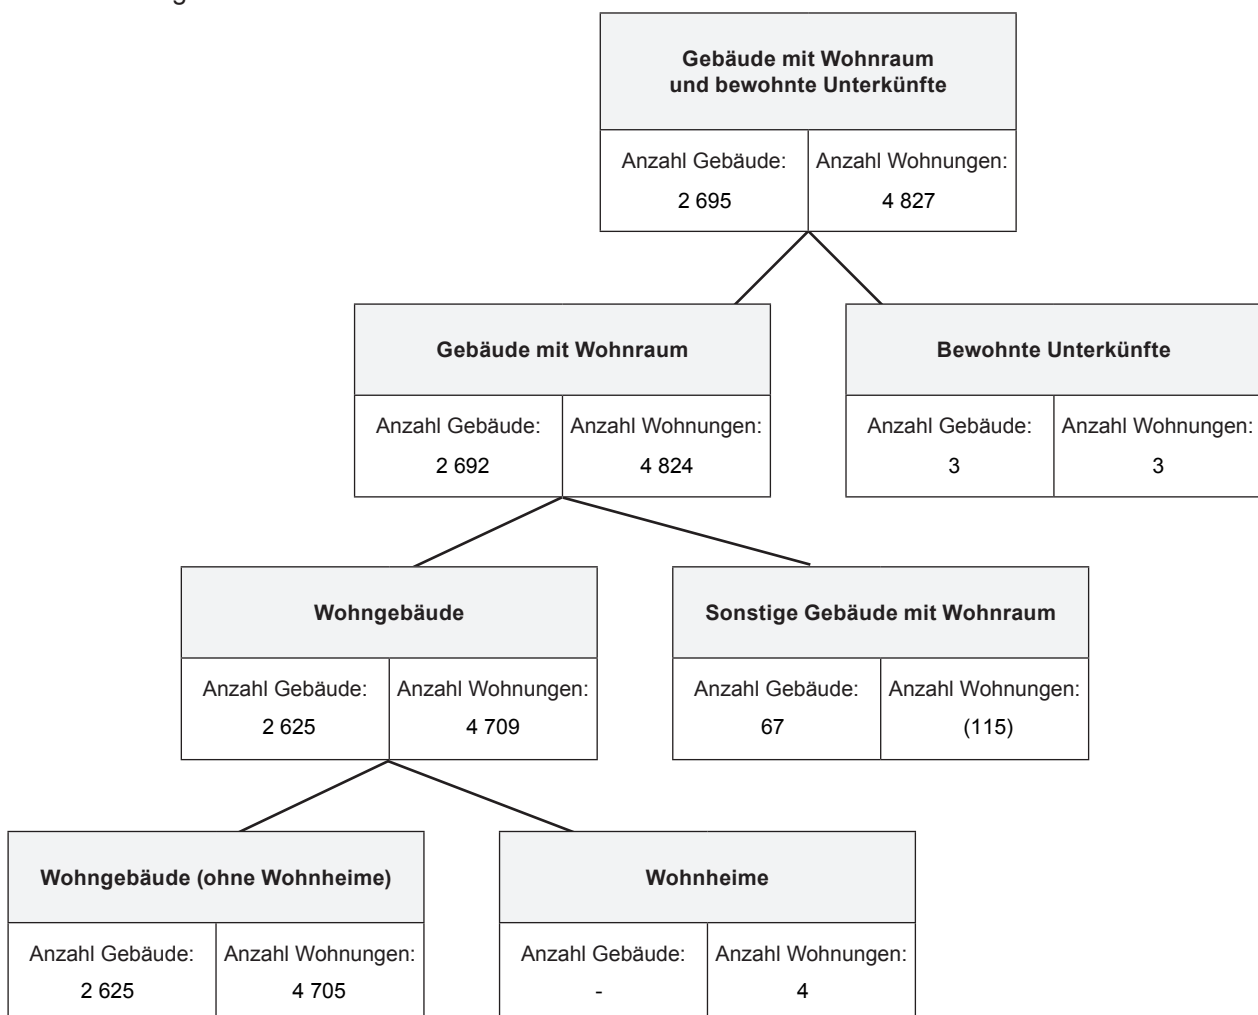 Gebäude mit Wohnraum
und bewohnte Unterkünfte
Anzahl Gebäude: Anzahl Wohnungen:
2 695 4 827
Gebäude mit Wohnraum Bewohnte Unterkünfte
Anzahl Gebäude: Anzahl Wohnungen: Anzahl Gebäude: Anzahl Wohnungen:
2 692 4 824 3 3
Wohngebäude Sonstige Gebäude mit Wohnraum
Anzahl Gebäude: Anzahl Wohnungen: Anzahl Gebäude: Anzahl Wohnungen:
2 625 4 709 67 (115)
Wohngebäude (ohne Wohnheime) Wohnheime
Anzahl Gebäude: Anzahl Wohnungen: Anzahl Gebäude: Anzahl Wohnungen:
2 625 4 705 - 4